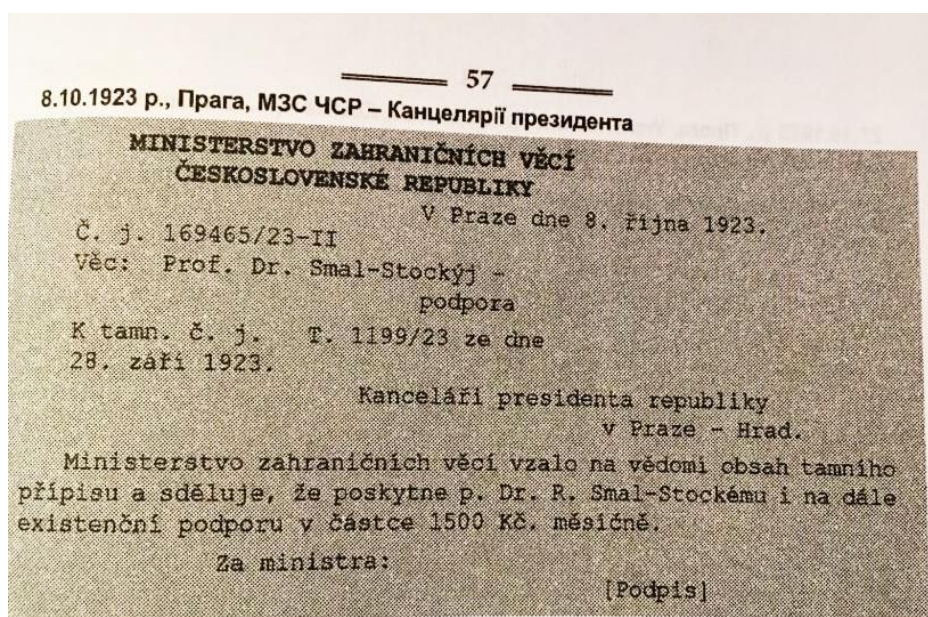 57
8.10.1923 р., Прага, МЗС ЧСР – Канцелярії президента
MINISTERSTVO ZAHRANIČNÍCH VĚCÍ
ČESKOSLOVENSKÉ REPUBLIKY
V Praze dne 8. října 1923.
Č. j. 169465/23-II
Věc: Prof. Dr. Smal-Stockýj -
podpora
K tamn. č. j. T. 1199/23 ze dne
28. září 1923.
Kanceláři presidenta republiky
v Praze - Hrad.
Ministerstvo zahraničních věcí vzalo na vědomí obsah tamního
přípisu a sděluje, že poskytne p. Dr. R. Smal-Stockému i na dále
existenční podporu v částce 1500 Kč. měsíčně.
Za ministra:
[Podpis]